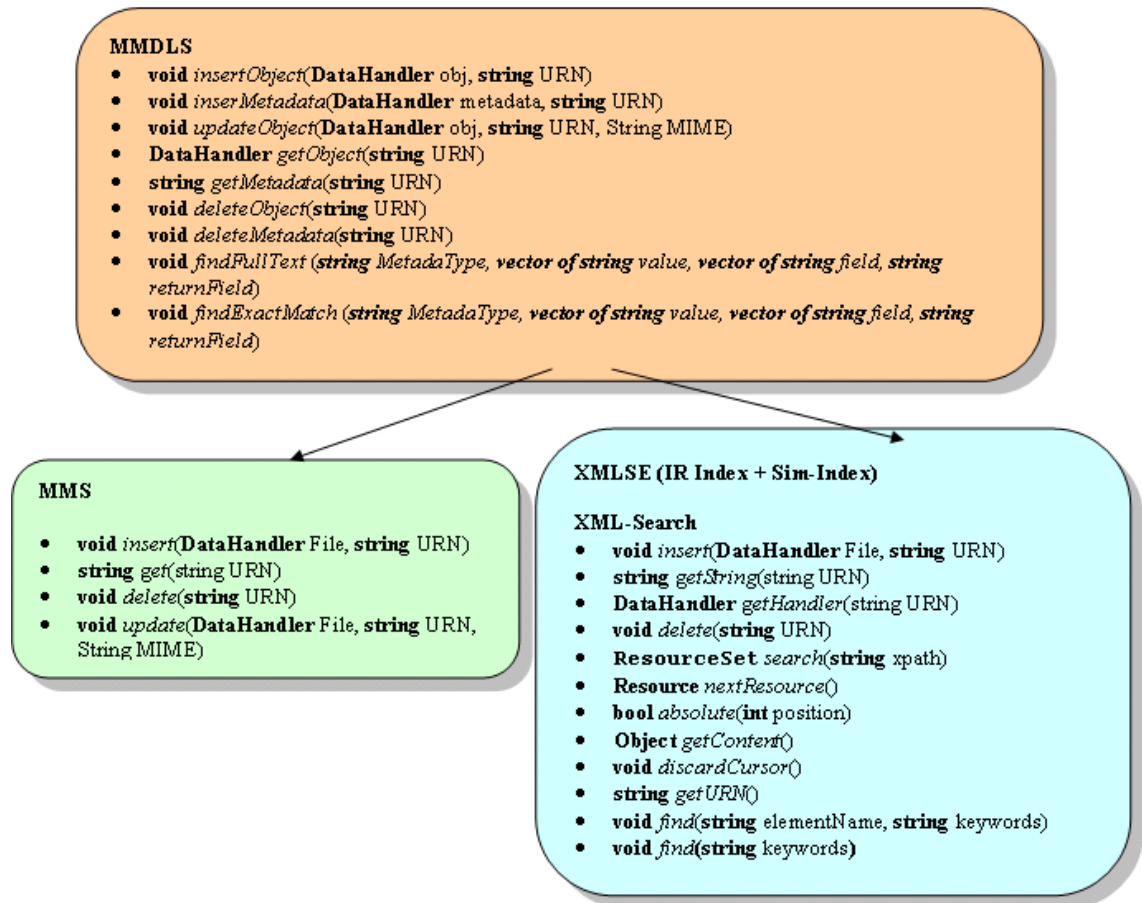 MMDLS
• void insertObject(DataHandler obj, string URN)
• void inserMetadata(DataHandler metadata, string URN)
• void updateObject(DataHandler obj, string URN, String MIME)
• DataHandler getObject(string URN)
• string getMetadata(string URN)
• void deleteObject(string URN)
• void deleteMetadata(string URN)
• void findFullText (string MetadaType, vector of string value, vector of string field, string
returnField)
• void findExactMatch (string MetadaType, vector of string value, vector of string field, string
returnField)
MMS
• void insert(DataHandler File, string URN)
• string get(string URN)
• void delete(string URN)
• void update(DataHandler File, string URN,
String MIME)
XMLSE (IR Index + Sim-Index)
XML-Search
• void insert(DataHandler File, string URN)
• string getString(string URN)
• DataHandler getHandler(string URN)
• void delete(string URN)
• ResourceSet search(string xpath)
• Resource nextResource()
• bool absolute(int position)
• Object getContent()
• void discardCursor()
• string getURN()
• void find(string elementName, string keywords)
• void find(string keywords)